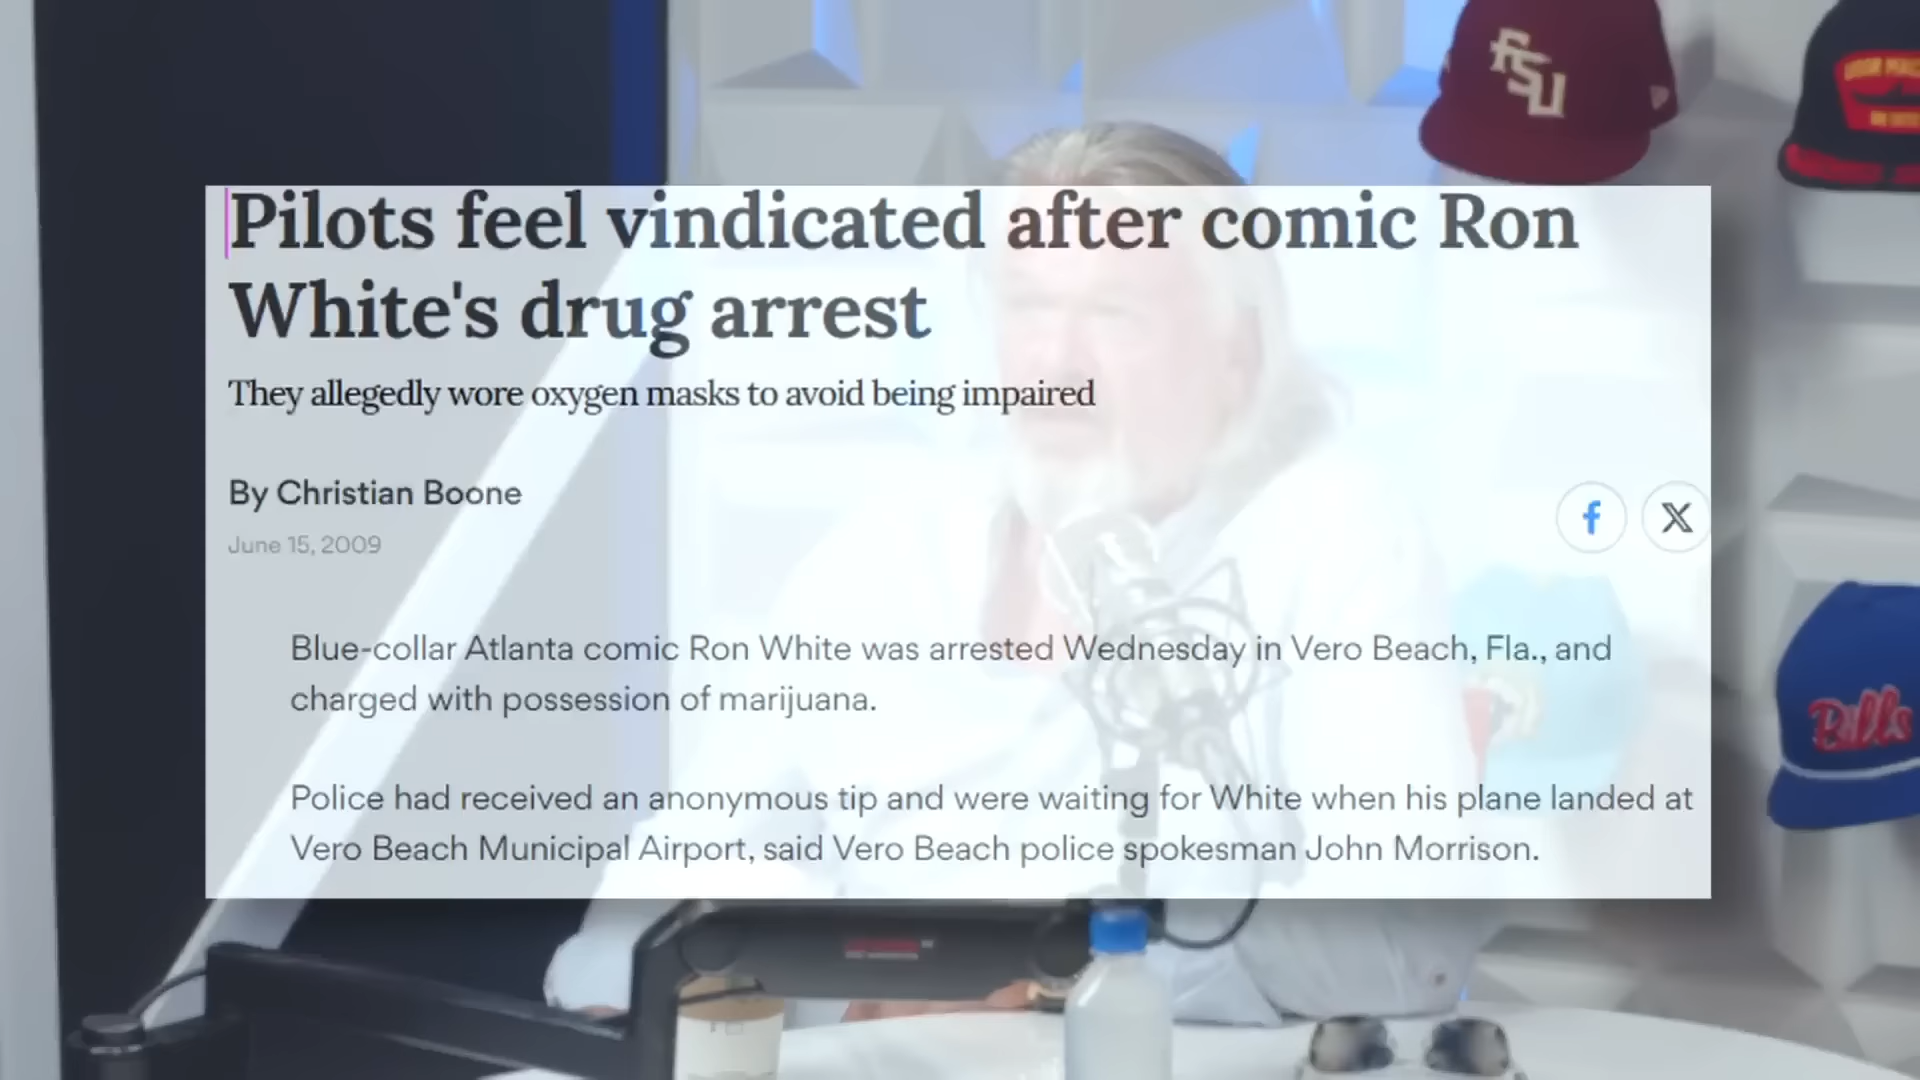 FSU
Pilots feel vindicated after comic Ron
White's drug arrest
They allegedly wore oxygen masks to avoid being impaired
By Christian Boone
June 15, 2009
Blue-collar Atlanta comic Ron White was arrested Wednesday in Vero Beach, Fla., and
charged with possession of marijuana.
Police had received an anonymous tip and were waiting for White when his plane landed at
Vero Beach Municipal Airport, said Vero Beach police spokesman John Morrison.
Bills